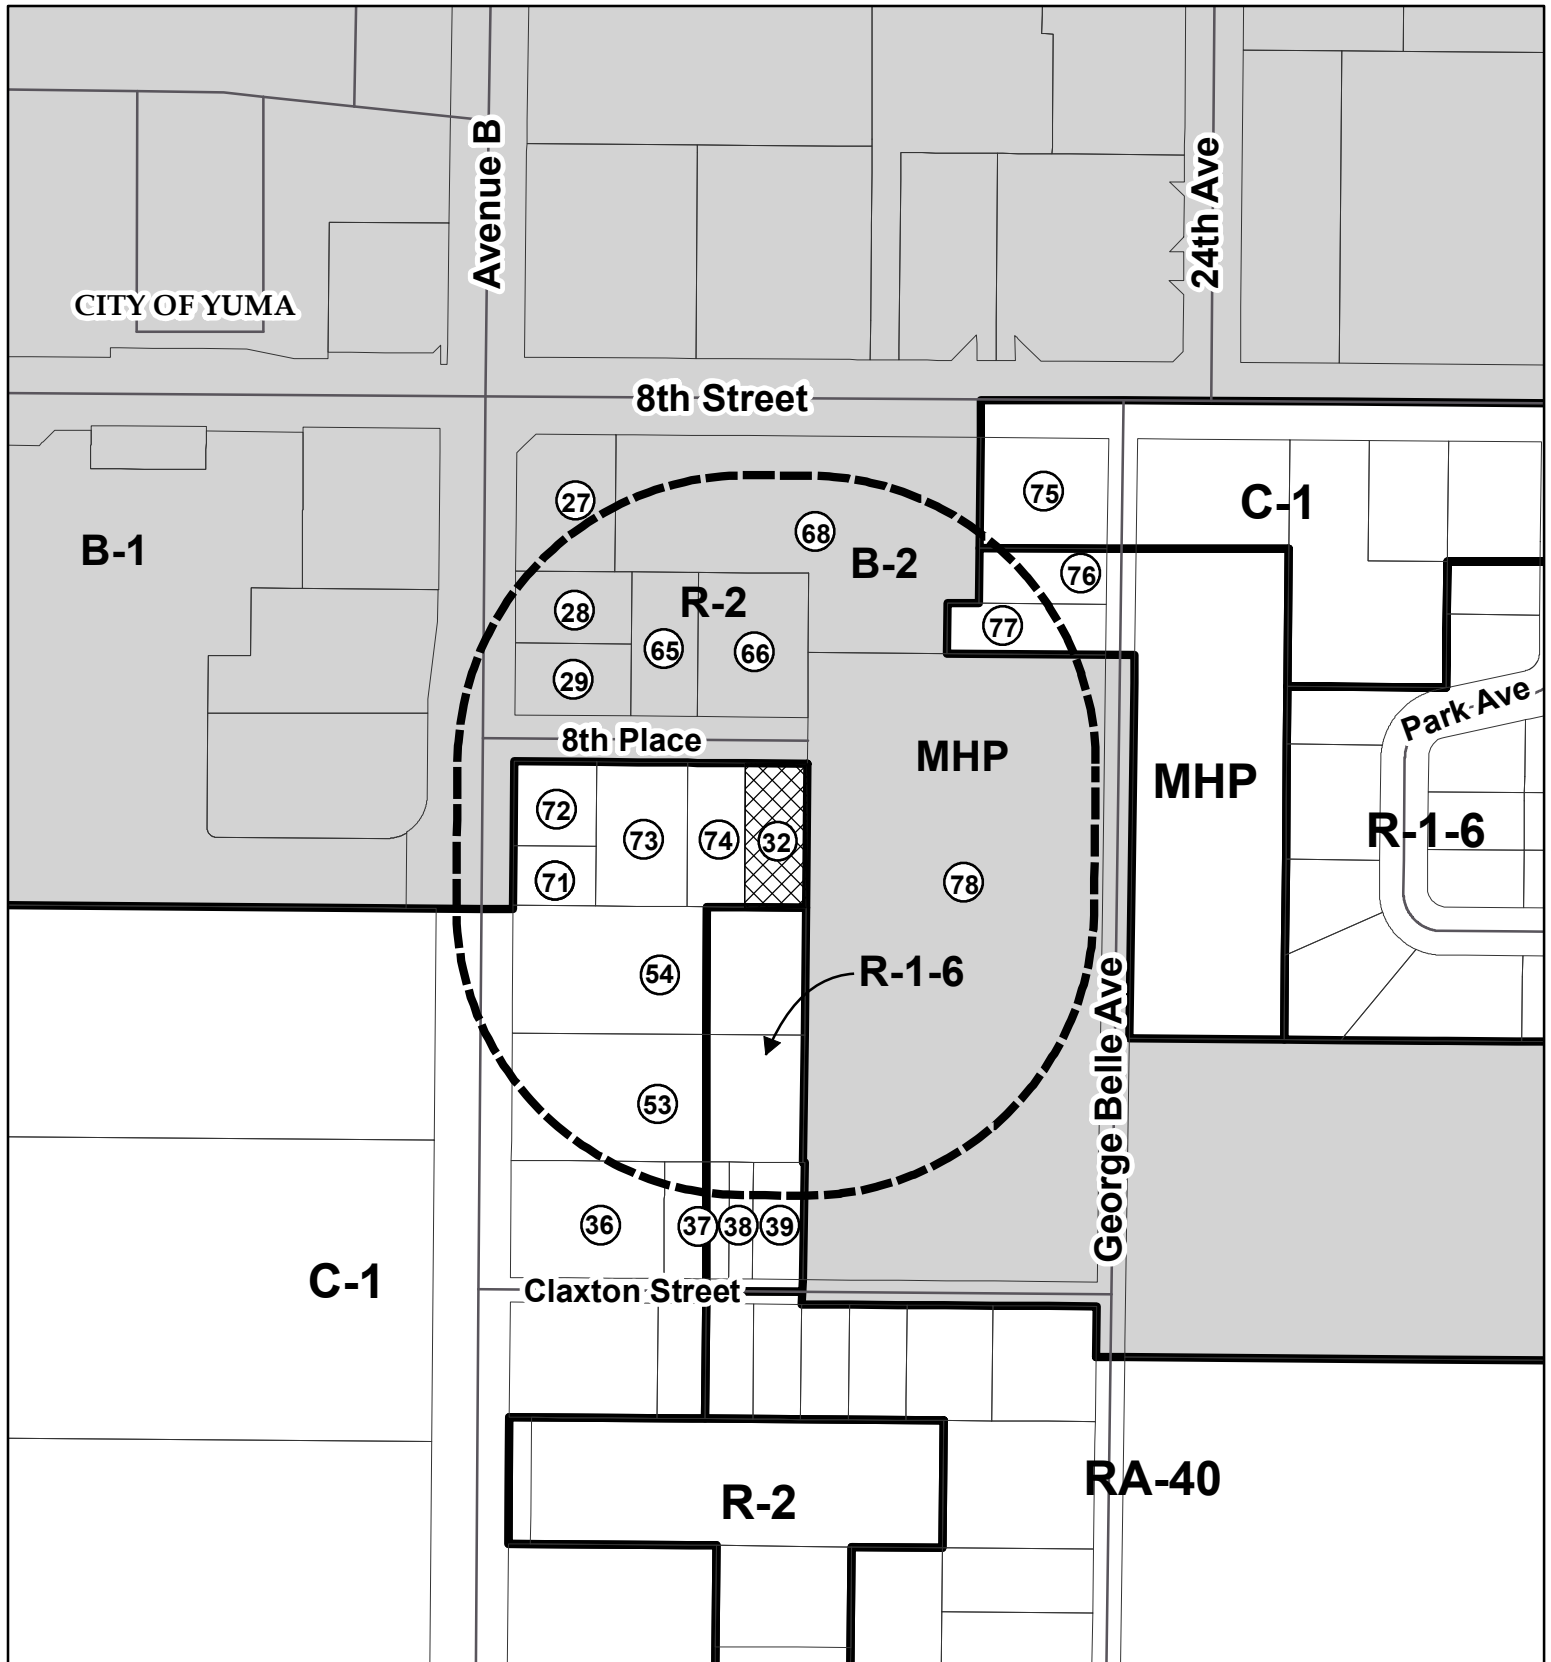 Avenue B
24th Ave
CITY OF YUMA
8th Street
27
75
C-1
68
B-1
B-2
76
R-2
28
77
65
66
29
Park Ave
8th Place
MHP
MHP
72
73
74
32
R-1-6
71
78
54
R-1-6
53
George Belle Ave
36
37
38
39
C-1
Claxton Street
RA-40
R-2